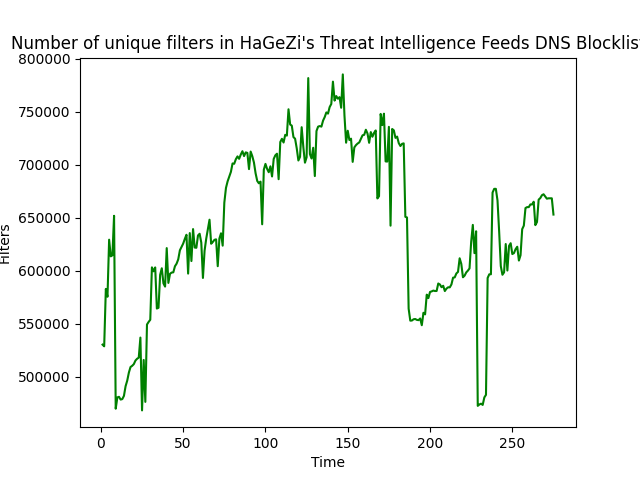 Number of unique filters in HaGeZi's Threat Intelligence Feeds DNS Blocklis
800000
750000
700000
650000
600000
550000
500000
Filters
0 50 100 150 200 250
Time